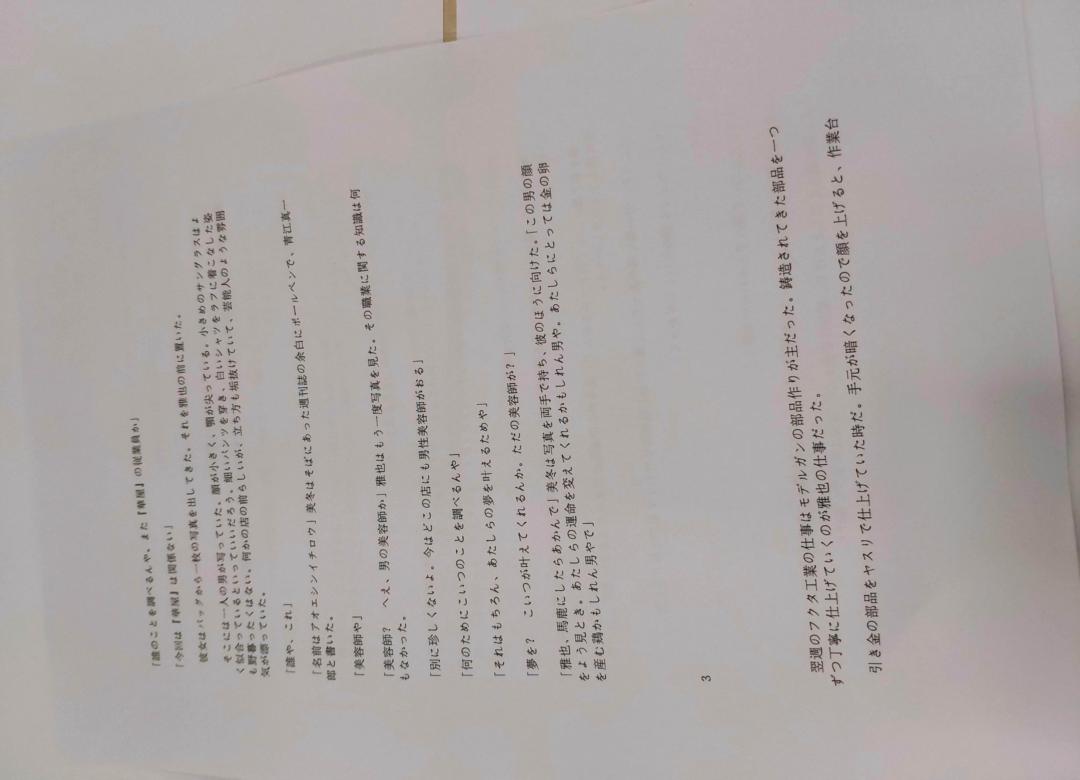 「誰のことを調べるんや、また『華屋』の従業員か」
「今回は『華屋』は関係ない」
彼女はバッグから一枚の写真を出してきた。それを雅也の前に置いた。
そこには一人の男が写っていた。顔が小さく、顎が尖っている。小さめのサングラスはよ
く似合っているといっていいだろう。細いパンツを穿き、白いシャツをラフに着こなした姿
も野暮ったくはない。何かの店の前らしいが、立ち方も垢抜けていて、芸能人のような雰囲
気が漂っていた。
「誰や、これ」
「名前はアオエシンイチロウ」美冬はそばにあった週刊誌の余白にボールペンで、青江真一
郎と書いた。
「美容師や」
「美容師?　へえ、男の美容師か」雅也はもう一度写真を見た。その職業に関する知識は何
もなかった。
「別に珍しくないよ。今はどこの店にも男性美容師がおる」
「何のためにこいつのことを調べるんや」
「それはもちろん、あたしらの夢を叶えるためや」
「夢を?　こいつが叶えてくれるんか。ただの美容師が?」
「雅也、馬鹿にしたらあかんで」美冬は写真を両手で持ち、彼のほうに向けた。「この男の顔
をよう見とき。あたしらの運命を変えてくれるかもしれん男や。あたしらにとっては金の卵
を産む鶏かもしれん男やで」
3
翌週のフクタ工業の仕事はモデルガンの部品作りが主だった。鋳造されてきた部品を一つ
ずつ丁寧に仕上げていくのが雅也の仕事だった。
引き金の部品をヤスリで仕上げていた時だ。手元が暗くなったので顔を上げると、作業台